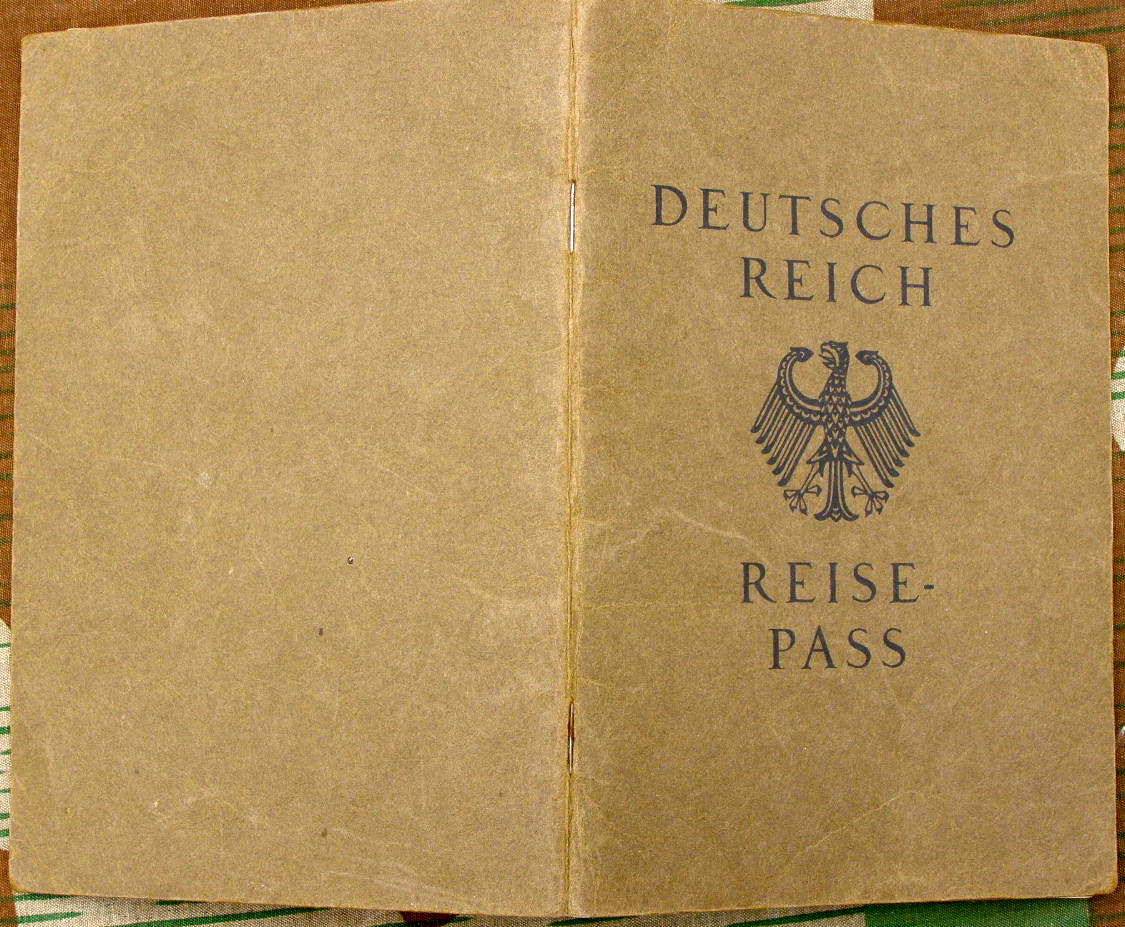 DEUTSCHES
REICH
REISE-
PASS